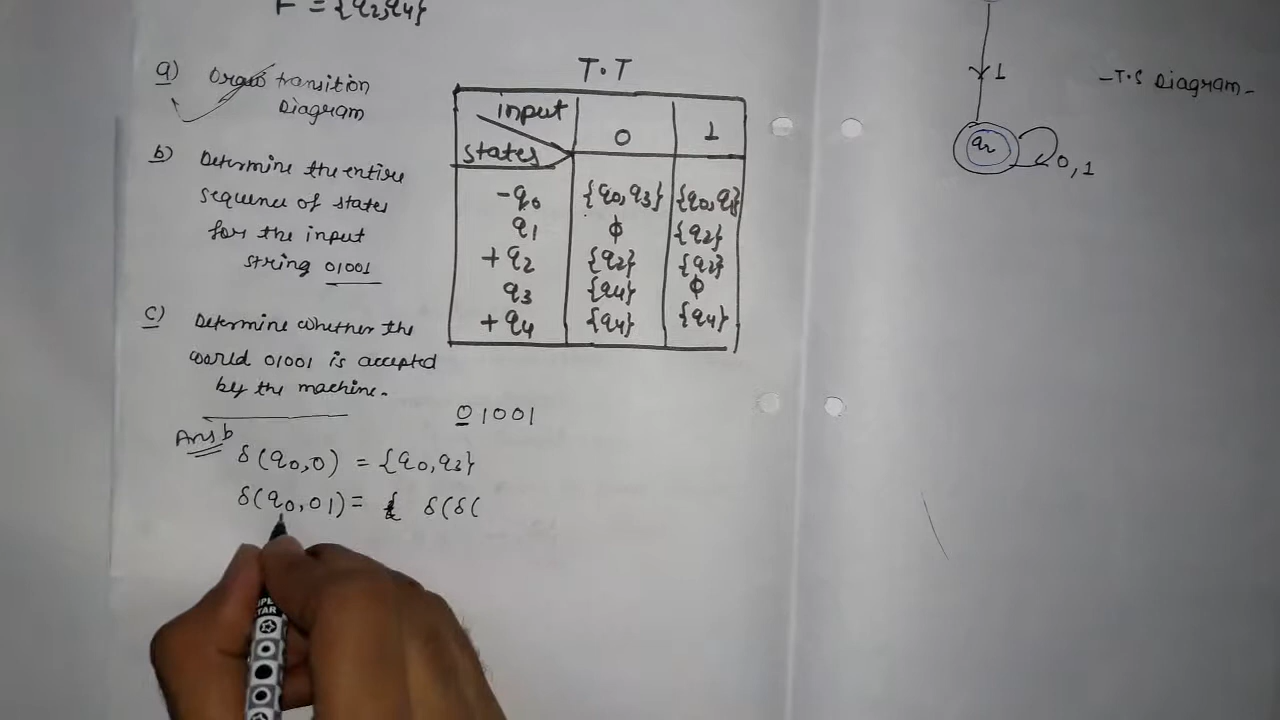 F = {q2,q4}
a) Draw transition
Diagram
b) Determine the entire
sequence of states
for the input
string 01001
c) Determine whether the
world 01001 is accepted
by the machine.
T.T
input 0 1
states
-q0 {q0,q3} {q0,q1}
q1 φ {q2}
+q2 {q2} {q2}
q3 {q4} φ
+q4 {q4} {q4}
01001
Ans b
δ(q0,0) = {q0,q3}
δ(q0,01) = { δ(δ(
1
q2
0,1
-T.S Diagram-
STAR